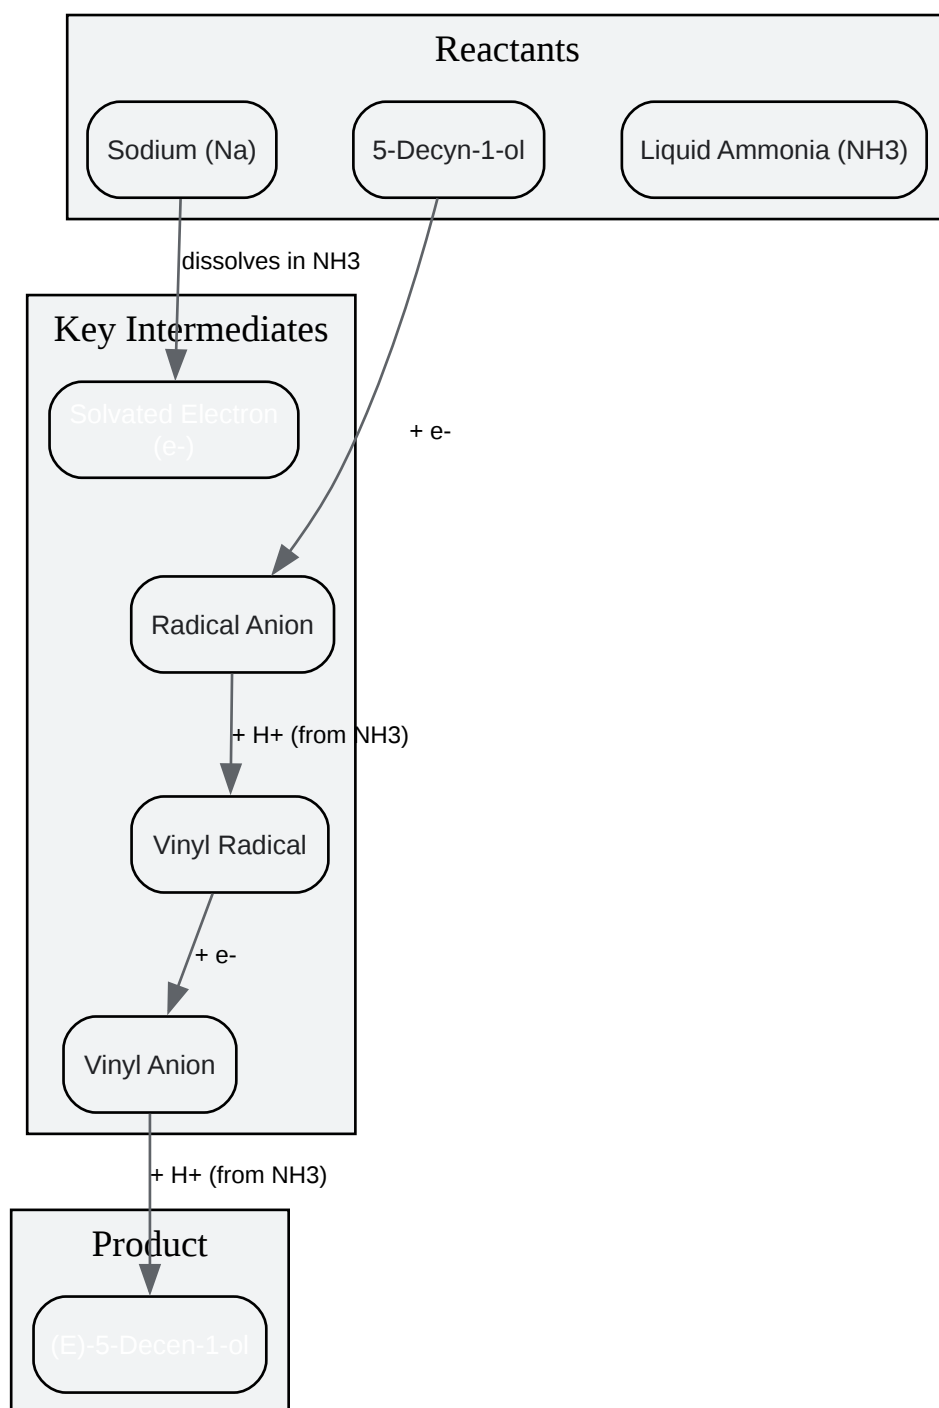 Reactants
Sodium (Na)
5-Decyn-1-ol
Liquid Ammonia (NH3)
dissolves in NH3
Key Intermediates
Solvated Electron
(e-)
+ e-
Radical Anion
+ H+ (from NH3)
Vinyl Radical
+ e-
Vinyl Anion
+ H+ (from NH3)
Product
(E)-5-Decen-1-ol